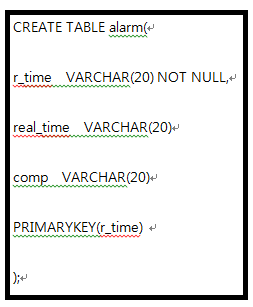 CREATE TABLE alarm(
r_time VARCHAR(20) NOT NULL,
real_time VARCHAR(20)
comp VARCHAR(20)
PRIMARYKEY(r_time)
);